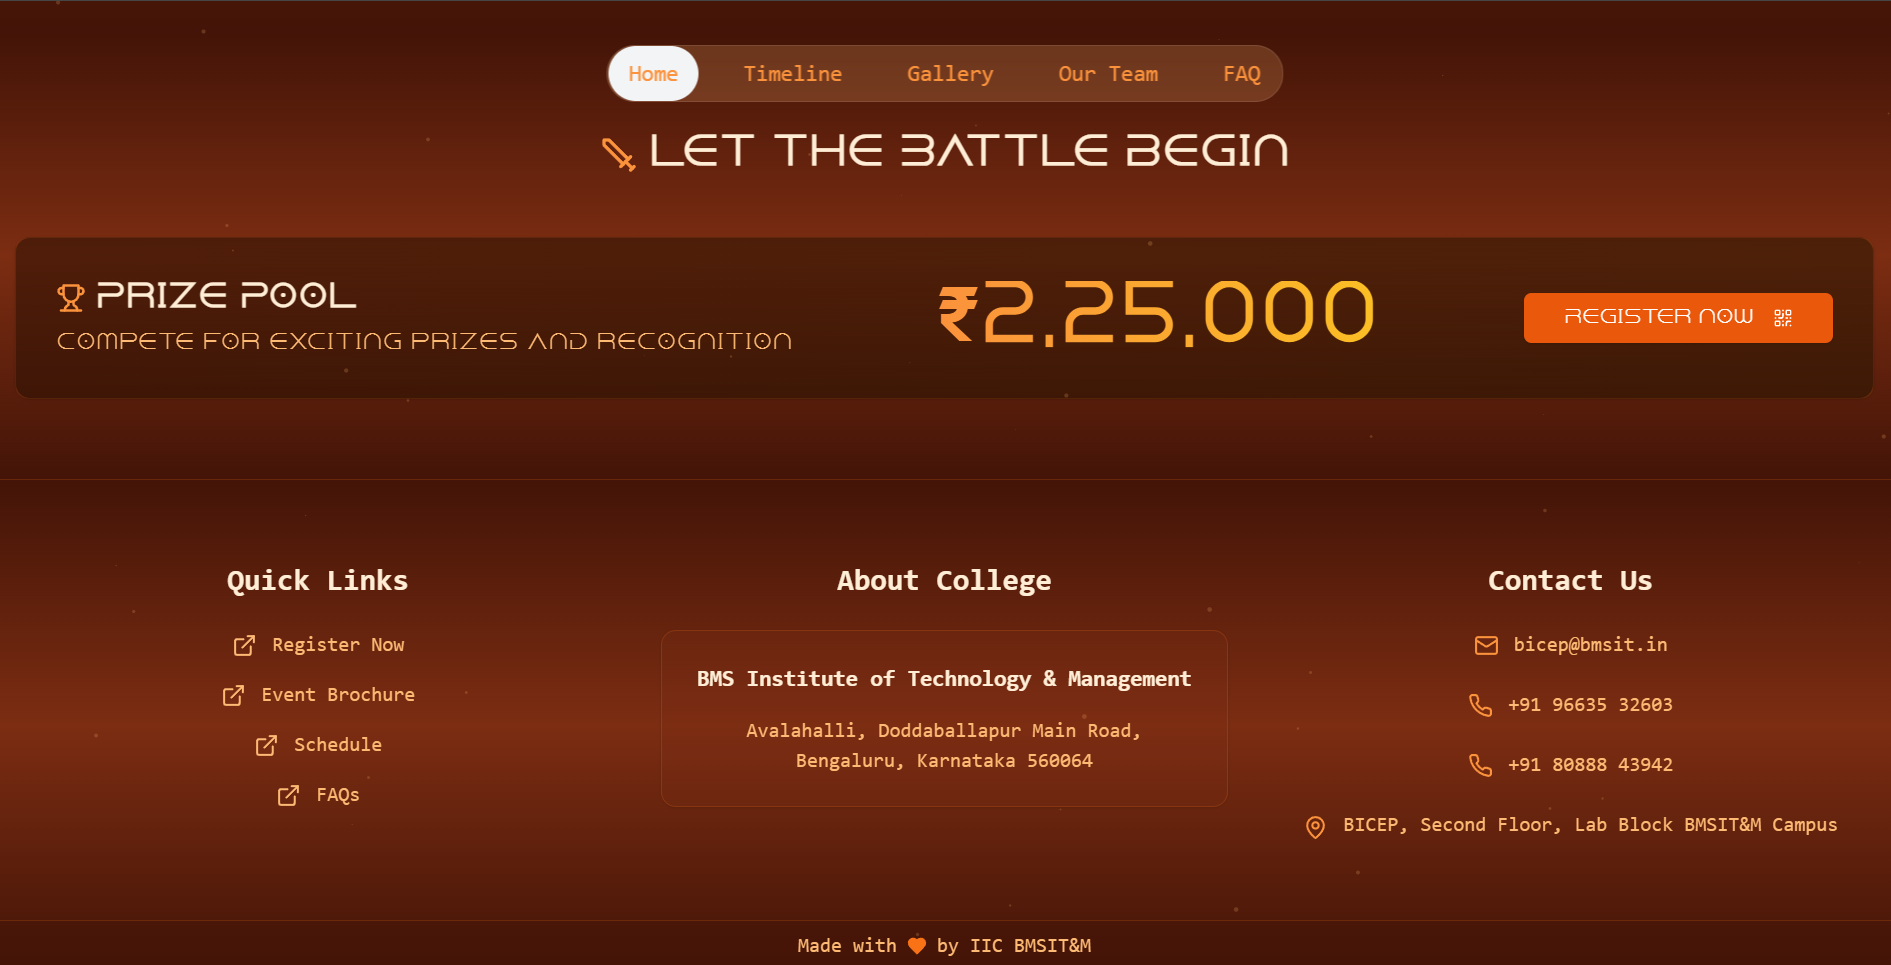 Home Timeline Gallery Our Team FAQ
LET THE BATTLE BEGIN
PRIZE POOL
COMPETE FOR EXCITING PRIZES AND RECOGNITION
₹2,25,000
REGISTER NOW
Quick Links
Register Now
Event Brochure
Schedule
FAQs
About College
BMS Institute of Technology & Management
Avalahalli, Doddaballapur Main Road,
Bengaluru, Karnataka 560064
Contact Us
bicep@bmsit.in
+91 96635 32603
+91 80888 43942
BICEP, Second Floor, Lab Block BMSIT&M Campus
Made with 🧡 by IIC BMSIT&M